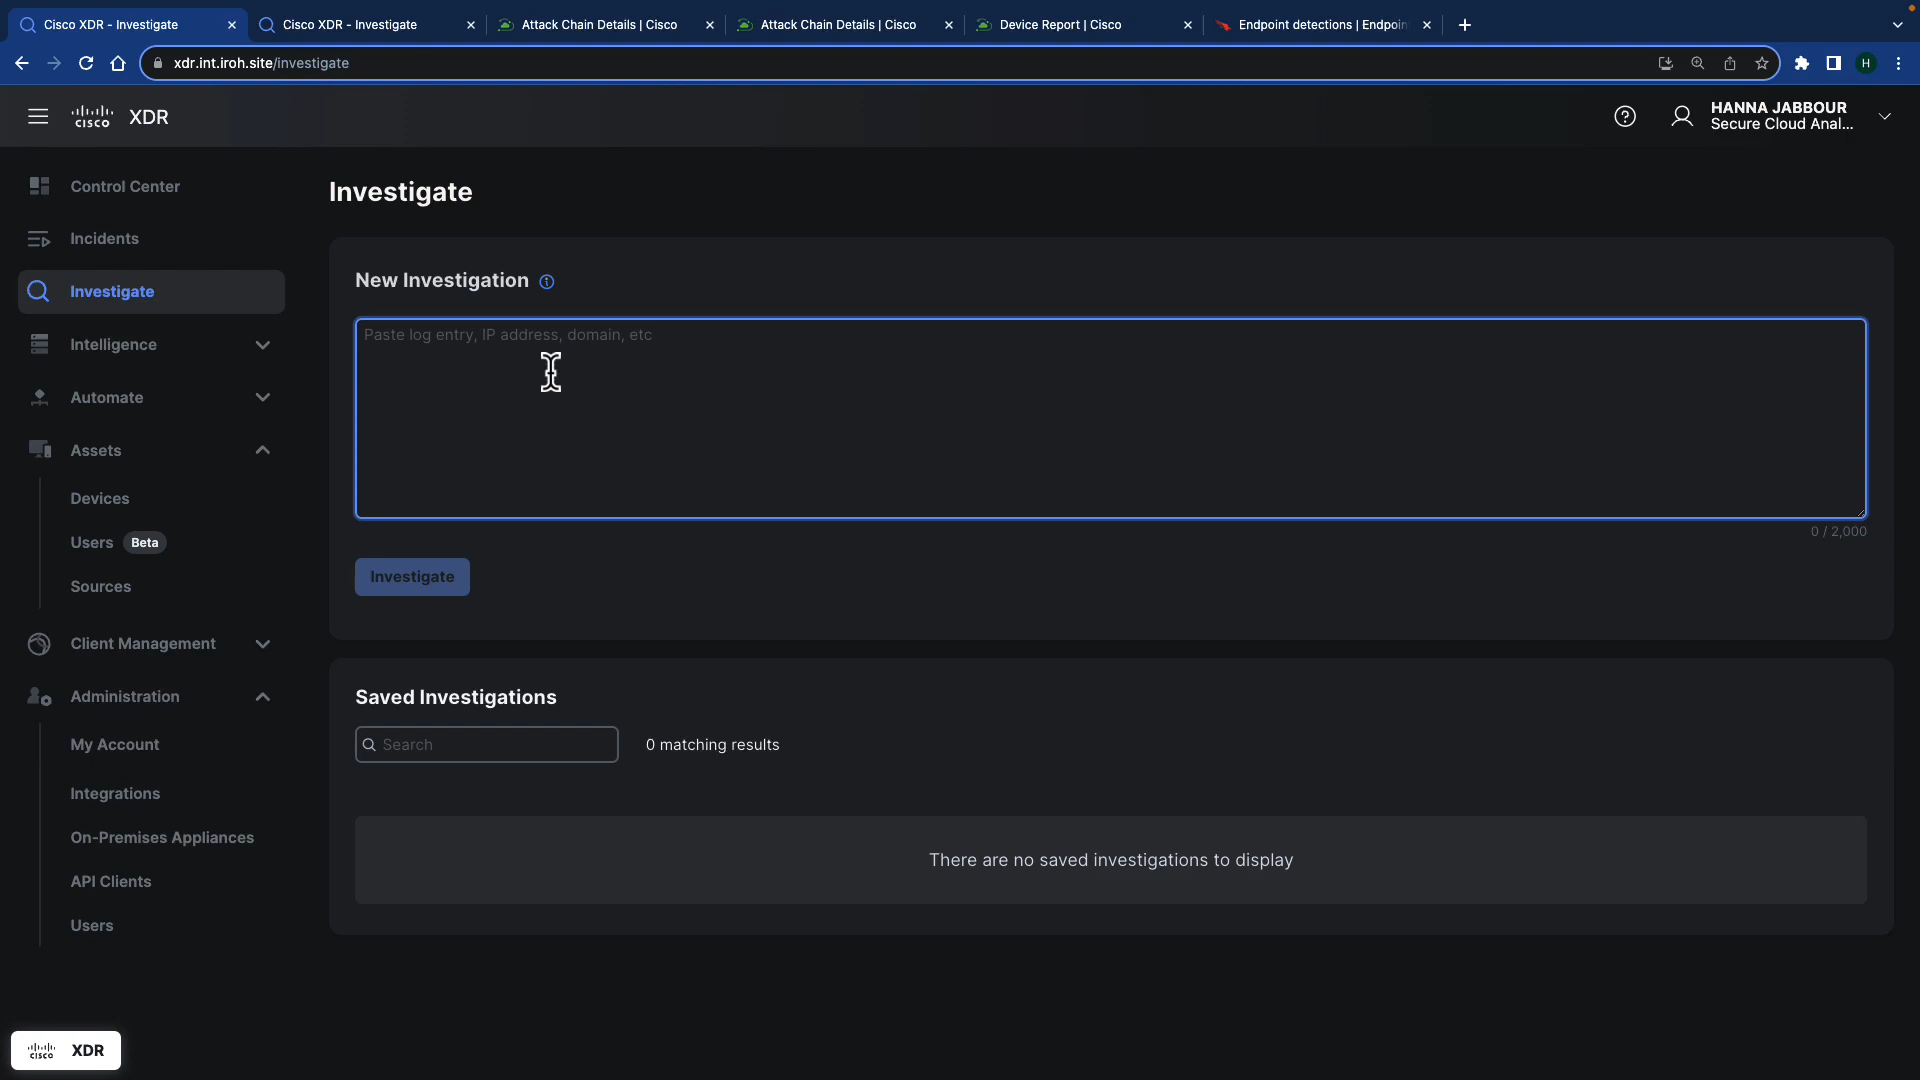 Cisco XDR - Investigate
Cisco XDR - Investigate
Attack Chain Details | Cisco
Attack Chain Details | Cisco
Device Report | Cisco
Endpoint detections | Endpoin
xdr.int.iroh.site/investigate
H
CISCO XDR
HANNA JABBOUR
Secure Cloud Anal...
Control Center
Incidents
Investigate
Intelligence
Automate
Assets
Devices
Users Beta
Sources
Client Management
Administration
My Account
Integrations
On-Premises Appliances
API Clients
Users
Investigate
New Investigation
Paste log entry, IP address, domain, etc
0 / 2,000
Investigate
Saved Investigations
Search
0 matching results
There are no saved investigations to display
CISCO XDR